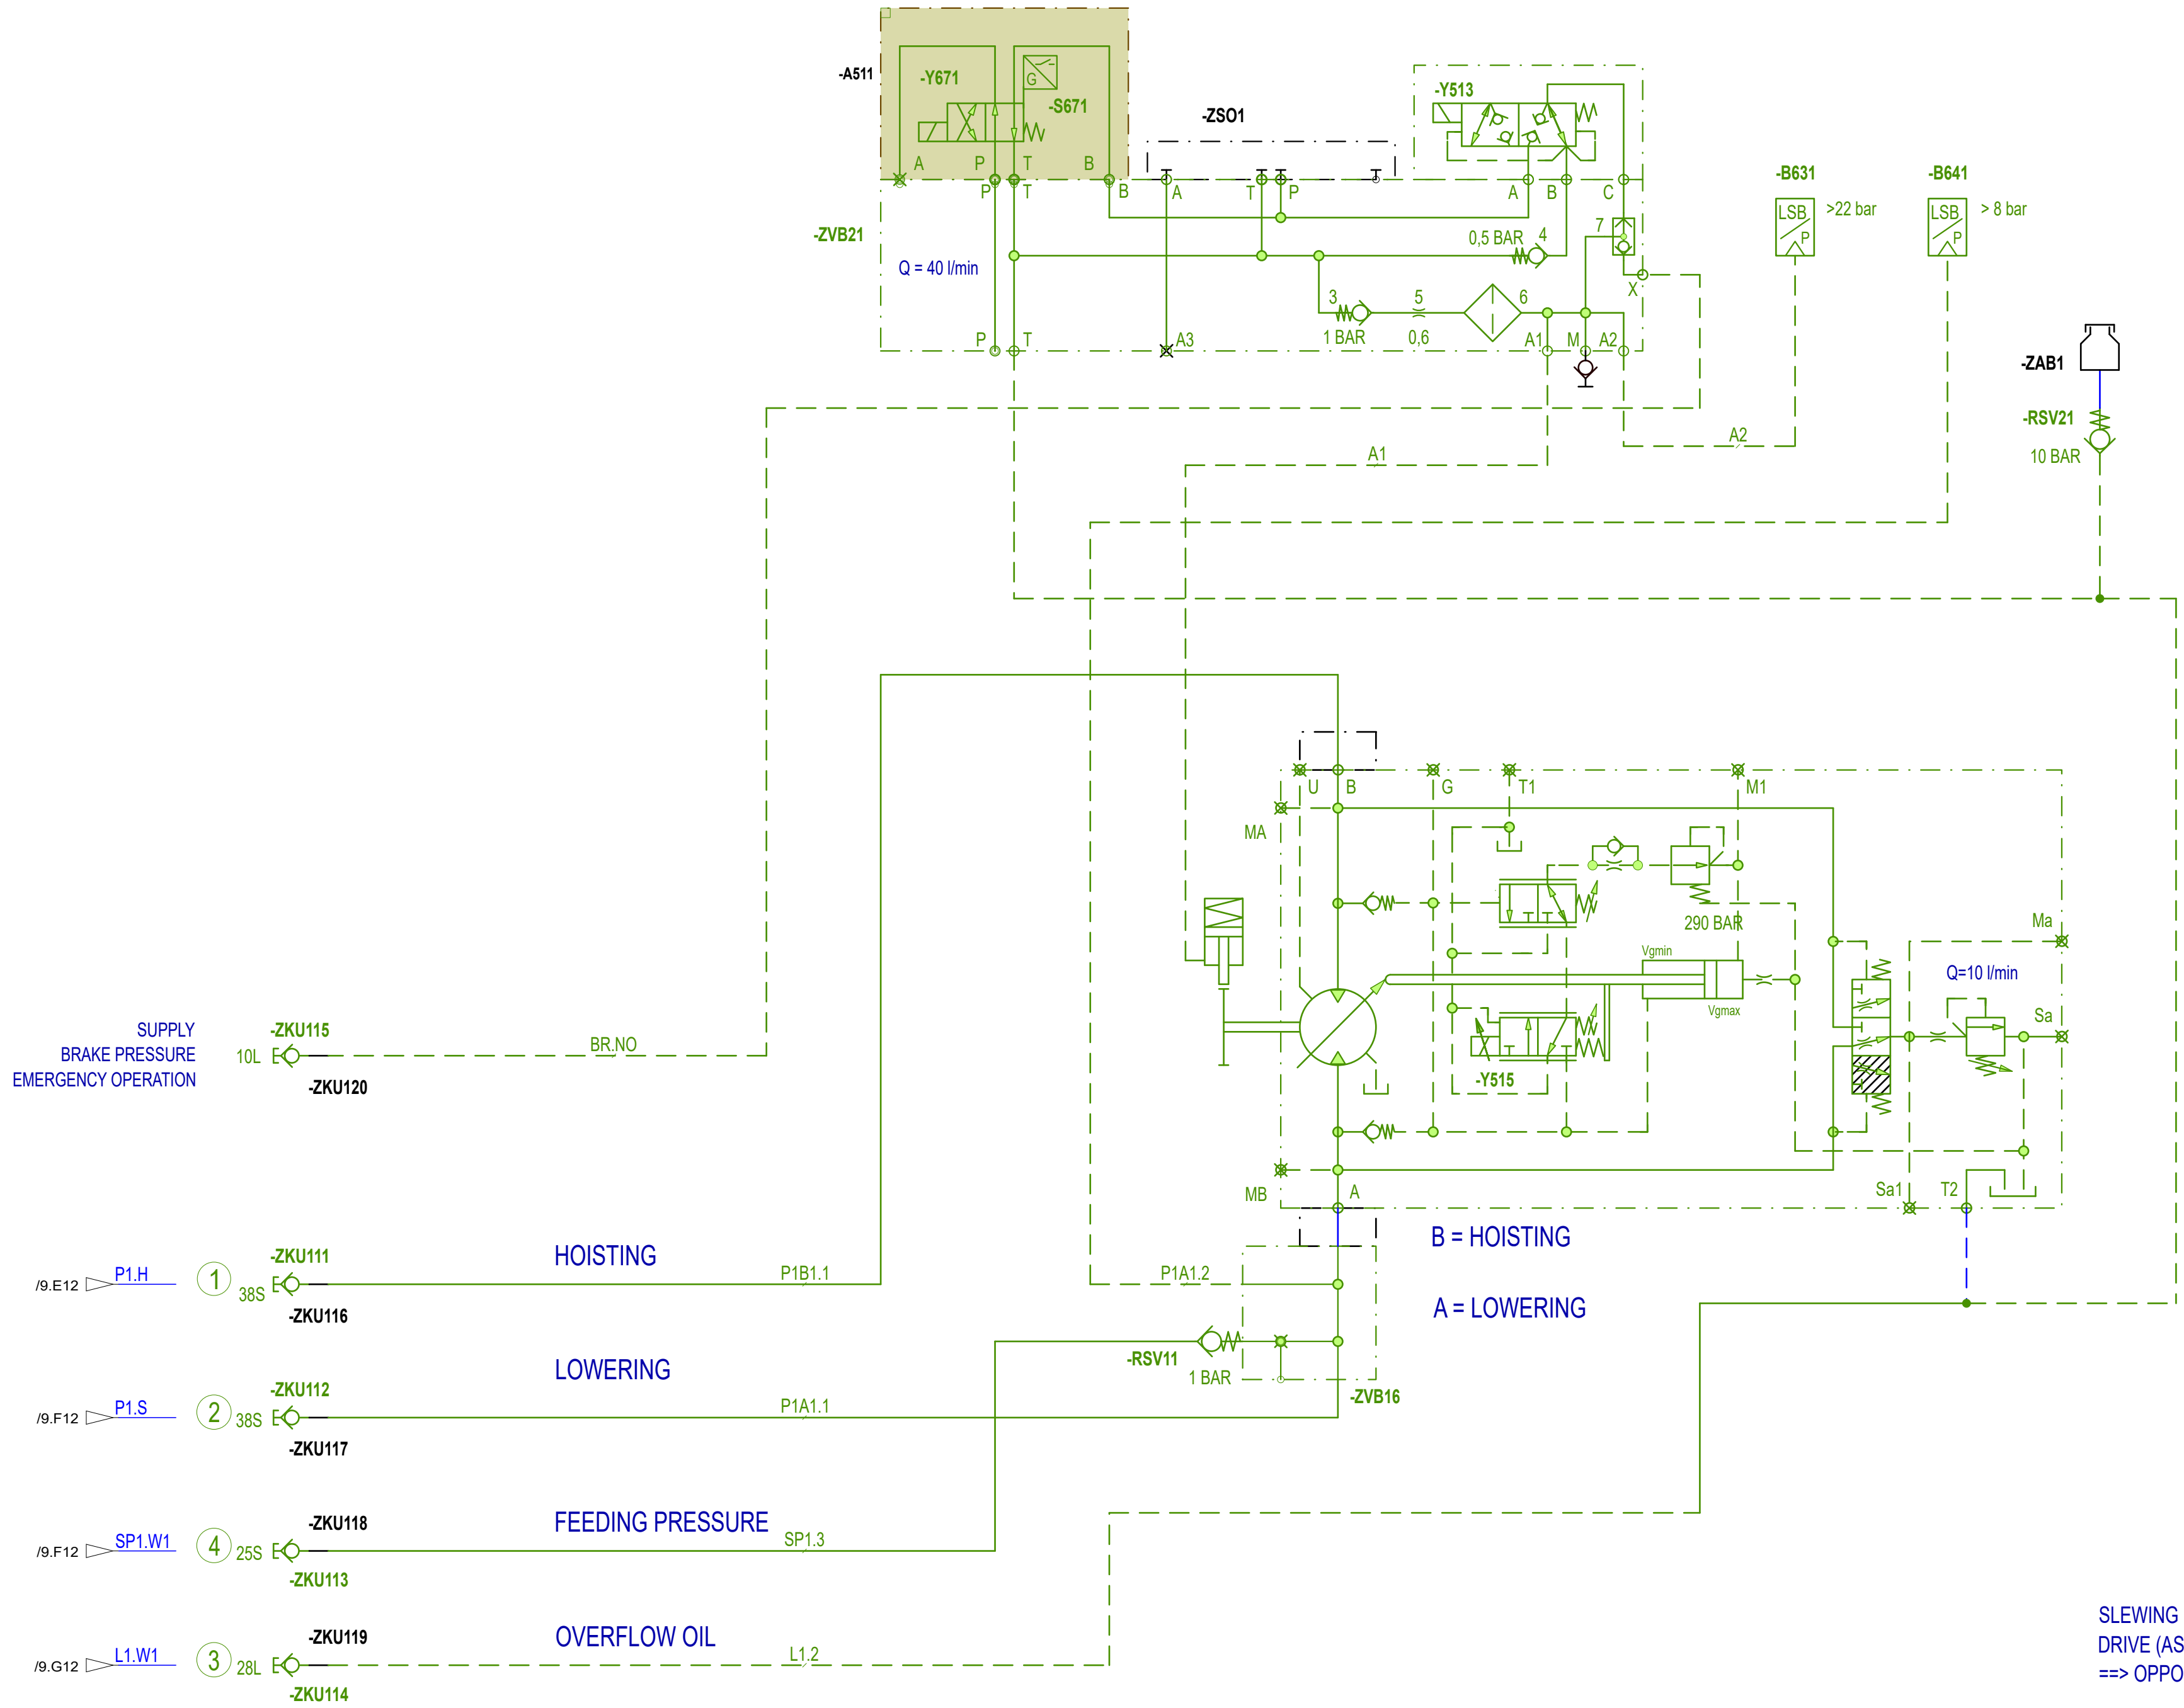 -A511
-Y671
G
-S671
A
P
T
B
-ZSO1
-Y513
P
T
B
A
T
P
A
B
C
-B631
LSB
P
>22 bar
-B641
LSB
P
> 8 bar
-ZVB21
Q = 40 l/min
0,5 BAR
4
7
X
3
1 BAR
5
0,6
6
P
T
A3
A1
M
A2
-ZAB1
-RSV21
10 BAR
A2
A1
U
B
G
T1
M1
MA
290 BAR
Ma
Vgmin
Q=10 l/min
Vgmax
Sa
-Y515
MB
A
Sa1
T2
SUPPLY
BRAKE PRESSURE
EMERGENCY OPERATION
-ZKU115
10L
-ZKU120
BR.NO
B = HOISTING
A = LOWERING
/9.E12
P1.H
1
-ZKU111
38S
-ZKU116
HOISTING
P1B1.1
P1A1.2
-RSV11
1 BAR
-ZVB16
/9.F12
P1.S
2
-ZKU112
38S
-ZKU117
LOWERING
P1A1.1
/9.F12
SP1.W1
4
-ZKU118
25S
-ZKU113
FEEDING PRESSURE
SP1.3
/9.G12
L1.W1
3
-ZKU119
28L
-ZKU114
OVERFLOW OIL
L1.2
SLEWING
DRIVE (AS
==> OPPO